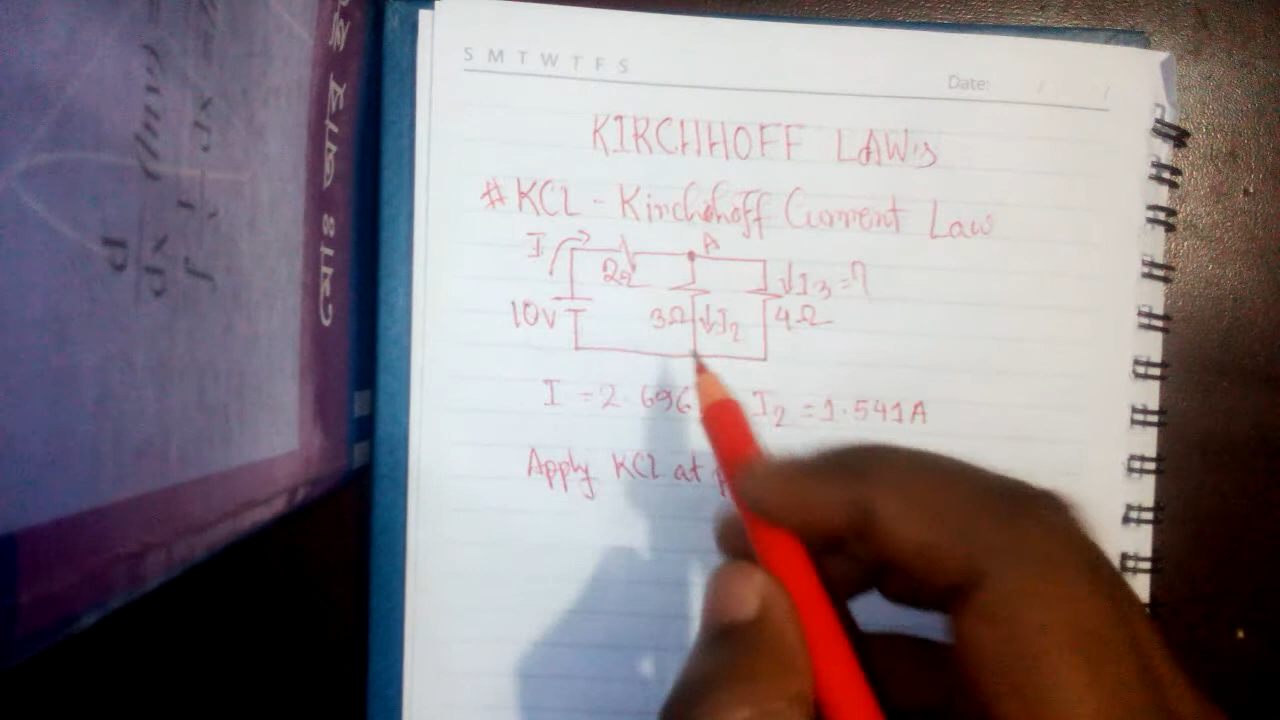 S M T W T F S
Date:
KIRCHHOFF LAW's
# KCL - Kirchohoff Current Law
I
A
2Ω
↓I₃ = ?
10V
3Ω
↓I₂
4Ω
I = 2.696
I₂ = 1.541A
Apply KCL at